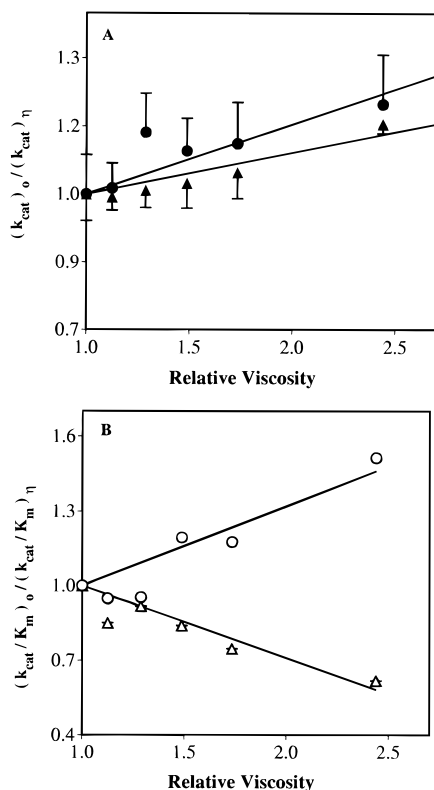 A
1.3
1.2
1.0
0.9
0.7
(kcat)o/(kcat)η
1.0 1.5 2.0 2.5
Relative Viscosity
B
1.6
1.3
1.0
0.7
0.4
(kcat/Km)o/(kcat/Km)η
1.0 1.5 2.0 2.5
Relative Viscosity